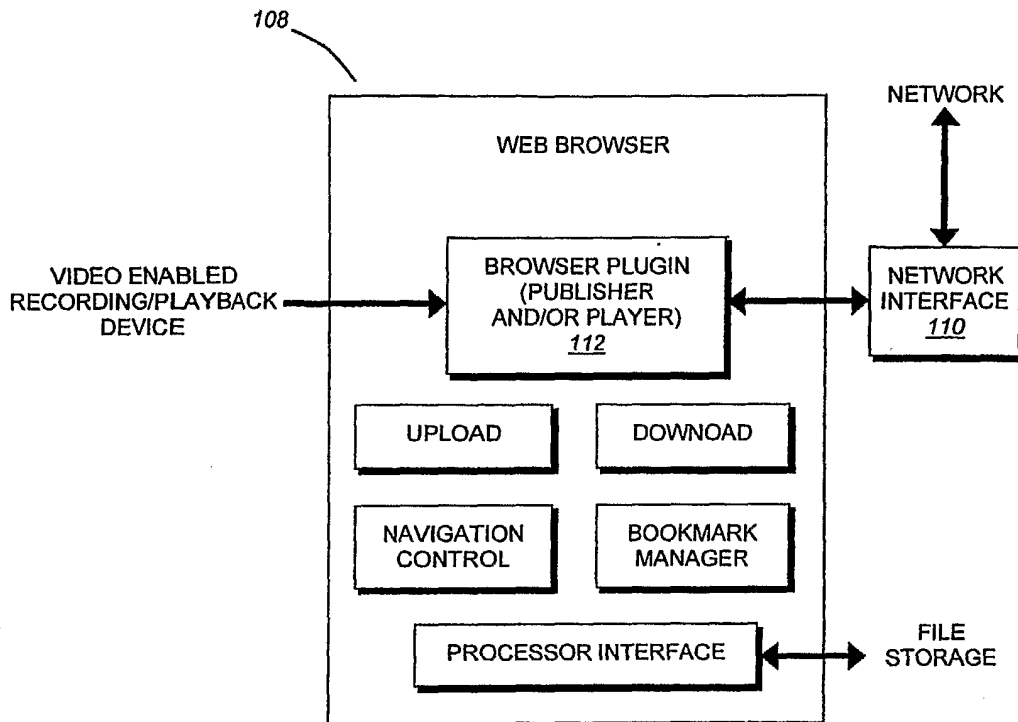 108
NETWORK
WEB BROWSER
VIDEO ENABLED
RECORDING/PLAYBACK
DEVICE
BROWSER PLUGIN
(PUBLISHER
AND/OR PLAYER)
112
NETWORK
INTERFACE
110
UPLOAD
DOWNOAD
NAVIGATION
CONTROL
BOOKMARK
MANAGER
PROCESSOR INTERFACE
FILE
STORAGE